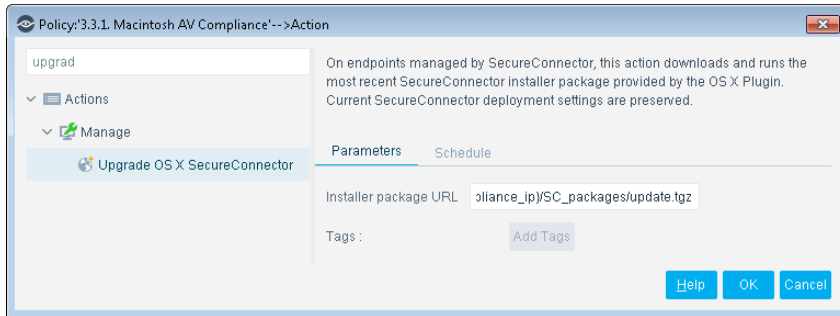 Policy:'3.3.1. Macintosh AV Compliance'-->Action
upgrad
Actions
Manage
Upgrade OS X SecureConnector
On endpoints managed by SecureConnector, this action downloads and runs the
most recent SecureConnector installer package provided by the OS X Plugin.
Current SecureConnector deployment settings are preserved.
Parameters Schedule
Installer package URL pliance_ip}/SC_packages/update.tgz
Tags : Add Tags
Help OK Cancel